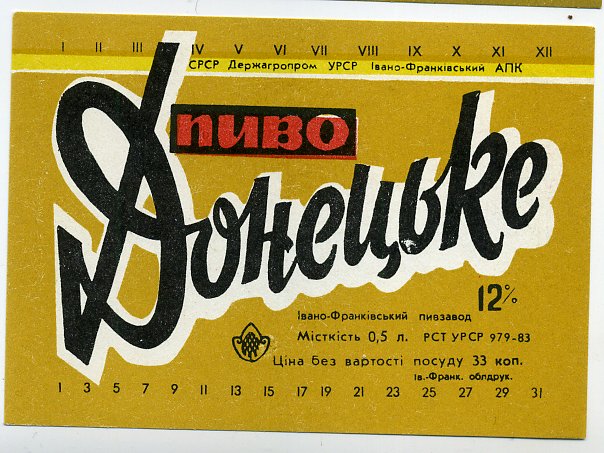 I II III IV V VI VII VIII IX X XI XII
СРСР Держагропром УРСР Івано-Франківський АПК
пиво
Донецьке
12%
Івано-Франківський пивзавод
Місткість 0,5 л. РСТ УРСР 979-83
Ціна без вартості посуду 33 коп.
Ів.-Франк. облдрук.
1 3 5 7 9 11 13 15 17 19 21 23 25 27 29 31